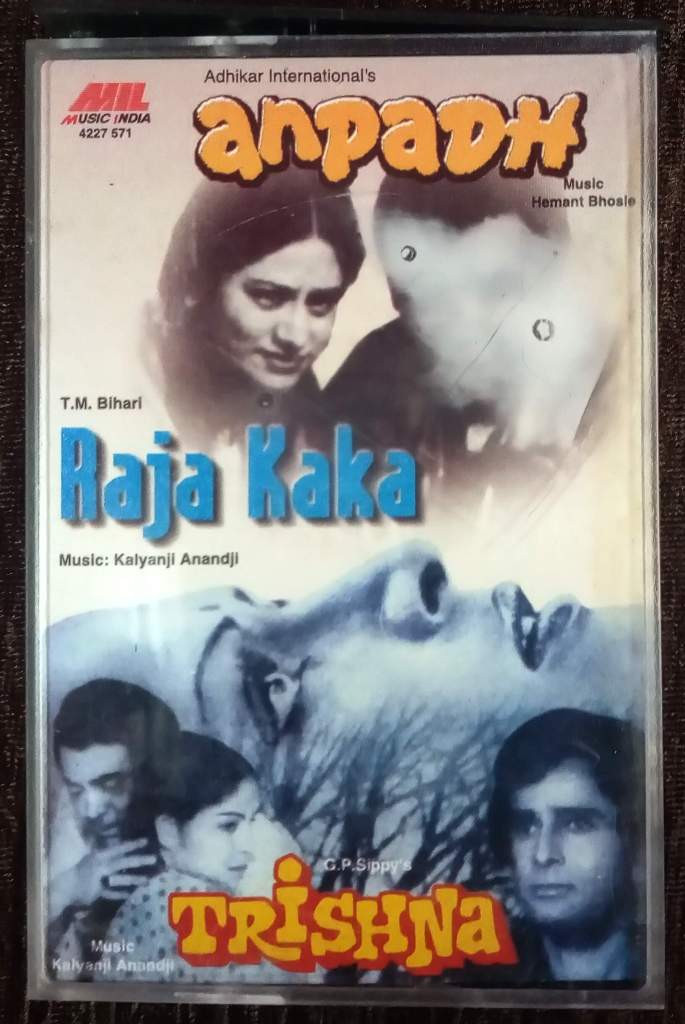 Adhikar International's
MIL
MUSIC INDIA
4227 571
anpadh
Music
Hemant Bhosle
T.M. Bihari
Raja Kaka
Music: Kalyanji Anandji
G.P.Sippy's
TRiSHNa
Music
Kalyanji Anandji